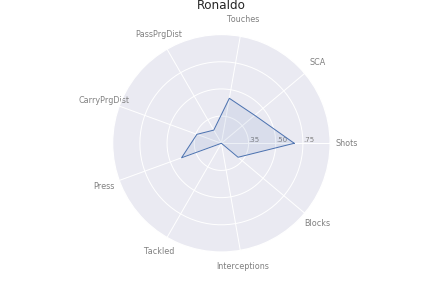 Ronaldo
Touches
PassPrgDist
SCA
CarryPrgDist
.35 .50 .75
Shots
Press
Blocks
Tackled
Interceptions